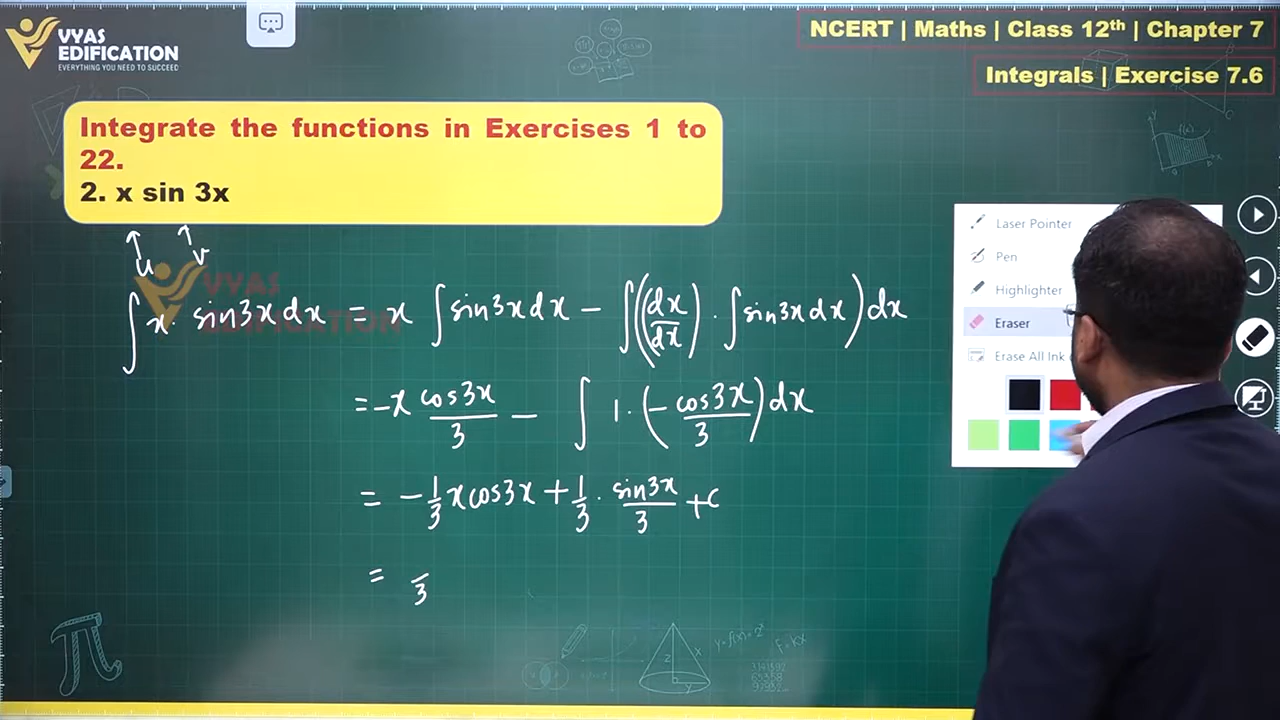 VYAS
EDIFICATION
EVERYTHING YOU NEED TO SUCCEED
NCERT | Maths | Class 12th | Chapter 7
Integrals | Exercise 7.6
Integrate the functions in Exercises 1 to
22.
2. x sin 3x
u v
VYAS
EDIFICATION
∫ x · sin3x dx = x ∫ sin3x dx − ∫ ((dx/dx) · ∫ sin3x dx) dx
= −x cos3x/3 − ∫ 1 · (−cos3x/3) dx
= −1/3 x cos3x + 1/3 · sin3x/3 + c
= —/3
Laser Pointer
Pen
Highlighter
Eraser
Erase All Ink